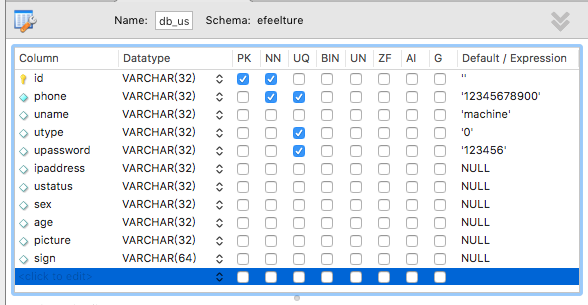 Name: db_us Schema: efeelture
Column Datatype PK NN UQ BIN UN ZF AI G Default / Expression
id VARCHAR(32) ''
phone VARCHAR(32) '12345678900'
uname VARCHAR(32) 'machine'
utype VARCHAR(32) '0'
upassword VARCHAR(32) '123456'
ipaddress VARCHAR(32) NULL
ustatus VARCHAR(32) NULL
sex VARCHAR(32) NULL
age VARCHAR(32) NULL
picture VARCHAR(32) NULL
sign VARCHAR(64) NULL
<click to edit>